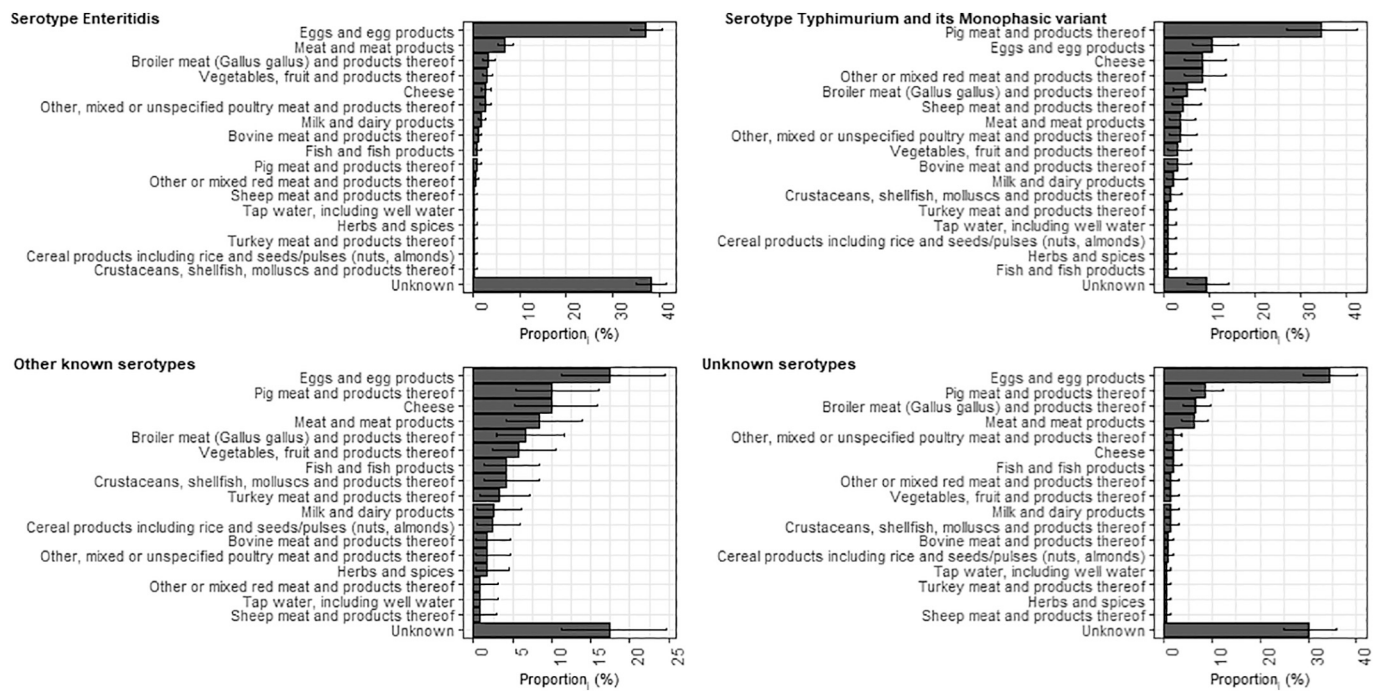 Serotype Enteritidis
Eggs and egg products
Meat and meat products
Broiler meat (Gallus gallus) and products thereof
Vegetables, fruit and products thereof
Cheese
Other, mixed or unspecified poultry meat and products thereof
Milk and dairy products
Bovine meat and products thereof
Fish and fish products
Pig meat and products thereof
Other or mixed red meat and products thereof
Sheep meat and products thereof
Tap water, including well water
Herbs and spices
Turkey meat and products thereof
Cereal products including rice and seeds/pulses (nuts, almonds)
Crustaceans, shellfish, molluscs and products thereof
Unknown
0 10 20 30 40
Proportionj (%)
Serotype Typhimurium and its Monophasic variant
Pig meat and products thereof
Eggs and egg products
Cheese
Other or mixed red meat and products thereof
Broiler meat (Gallus gallus) and products thereof
Sheep meat and products thereof
Meat and meat products
Other, mixed or unspecified poultry meat and products thereof
Vegetables, fruit and products thereof
Bovine meat and products thereof
Milk and dairy products
Crustaceans, shellfish, molluscs and products thereof
Turkey meat and products thereof
Tap water, including well water
Cereal products including rice and seeds/pulses (nuts, almonds)
Herbs and spices
Fish and fish products
Unknown
0 10 20 30 40
Proportionj (%)
Other known serotypes
Eggs and egg products
Pig meat and products thereof
Cheese
Meat and meat products
Broiler meat (Gallus gallus) and products thereof
Vegetables, fruit and products thereof
Fish and fish products
Crustaceans, shellfish, molluscs and products thereof
Turkey meat and products thereof
Milk and dairy products
Cereal products including rice and seeds/pulses (nuts, almonds)
Bovine meat and products thereof
Other, mixed or unspecified poultry meat and products thereof
Herbs and spices
Other or mixed red meat and products thereof
Tap water, including well water
Sheep meat and products thereof
Unknown
0 5 10 15 20 25
Proportionj (%)
Unknown serotypes
Eggs and egg products
Pig meat and products thereof
Broiler meat (Gallus gallus) and products thereof
Meat and meat products
Other, mixed or unspecified poultry meat and products thereof
Cheese
Fish and fish products
Other or mixed red meat and products thereof
Vegetables, fruit and products thereof
Milk and dairy products
Crustaceans, shellfish, molluscs and products thereof
Bovine meat and products thereof
Cereal products including rice and seeds/pulses (nuts, almonds)
Tap water, including well water
Turkey meat and products thereof
Herbs and spices
Sheep meat and products thereof
Unknown
0 10 20 30 40
Proportionj (%)